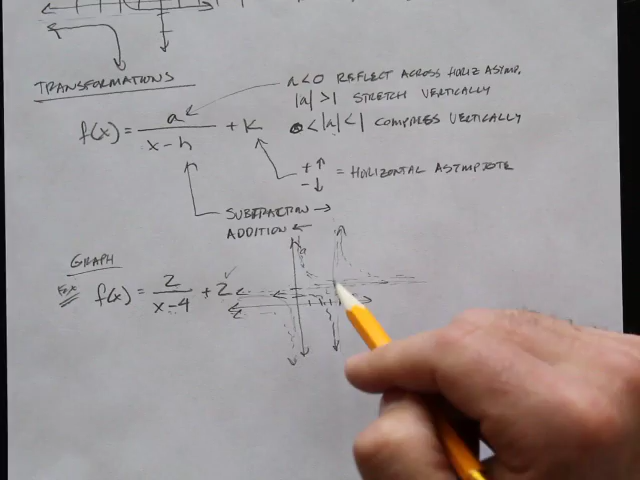 TRANSFORMATIONS
a<0 REFLECT ACROSS HORIZ ASYMP.
|a|>1 STRETCH VERTICALLY
0<|a|<1 COMPRESS VERTICALLY
f(x) = a/(x-h) + K
+↑
-↓ = HORIZONTAL ASYMPTOTE
SUBTRACTION →
ADDITION ←
GRAPH
EX f(x) = 2/(x-4) + 2